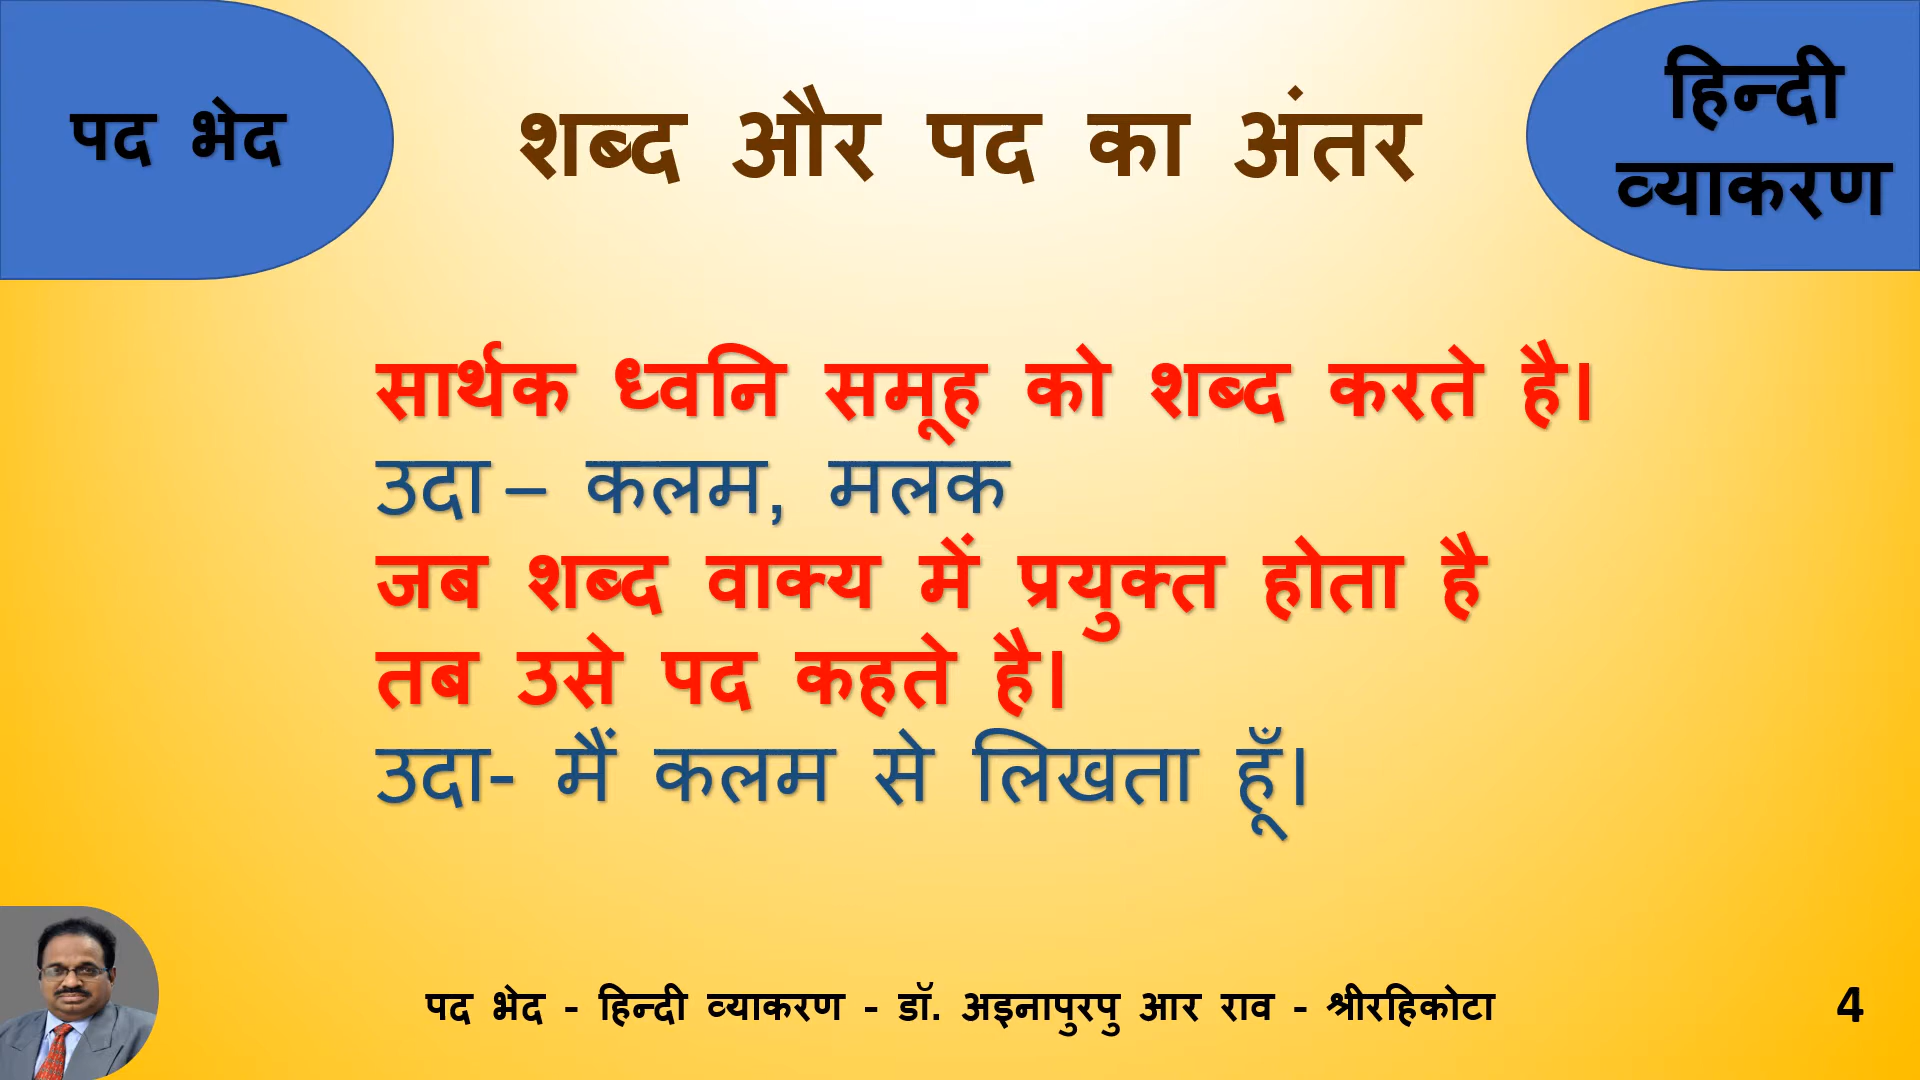 पद भेद
शब्द और पद का अंतर
हिन्दी
व्याकरण
सार्थक ध्वनि समूह को शब्द करते है।
उदा – कलम, मलक
जब शब्द वाक्य में प्रयुक्त होता है
तब उसे पद कहते है।
उदा- मैं कलम से लिखता हूँ।
पद भेद - हिन्दी व्याकरण - डॉ. अइनापुरपु आर राव - श्रीरहिकोटा
4